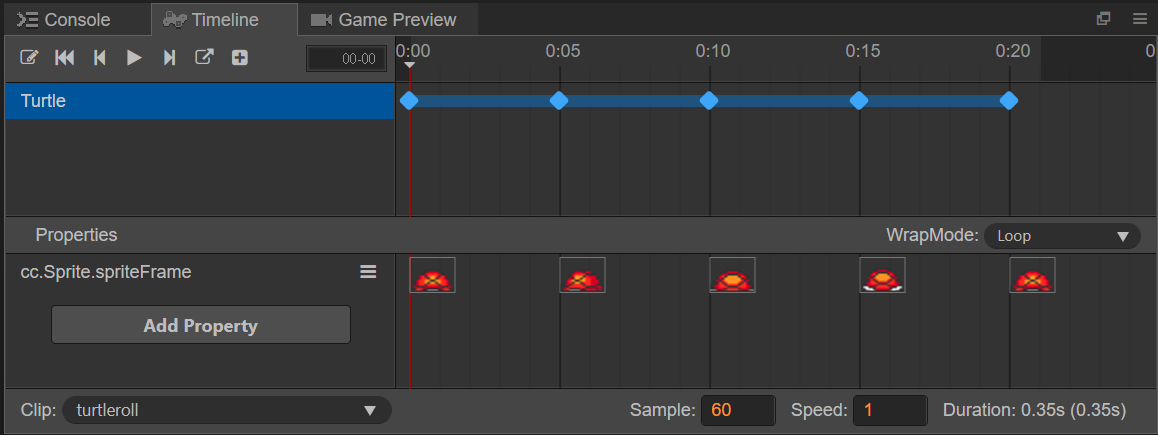 Console Timeline Game Preview
00-00 0:00 0:05 0:10 0:15 0:20 0
Turtle
Properties WrapMode: Loop
cc.Sprite.spriteFrame
Add Property
Clip: turtleroll Sample: 60 Speed: 1 Duration: 0.35s (0.35s)